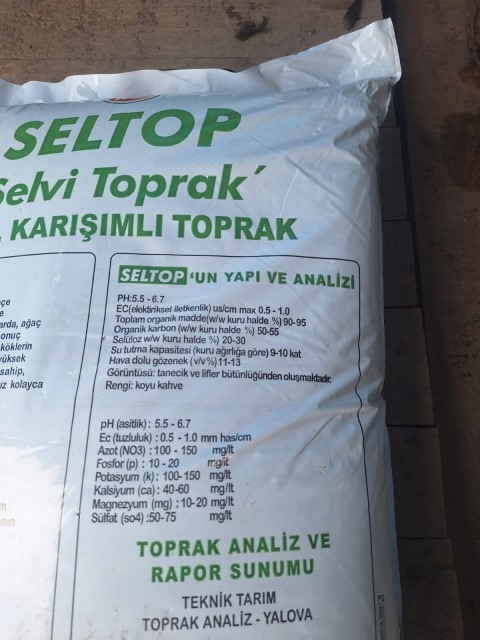 SELTOP
Selvi Toprak´
KARIŞIMLI TOPRAK
SELTOP 'UN YAPI VE ANALİZİ
PH:5.5 - 6.7
EC(elektiriksel iletkenlik) us/cm max 0.5 - 1.0
Toplam organik madde(w/w kuru halde %) 90-95
Organik karbon (w/w kuru halde %) 50-55
Selüloz w/w kuru halde %) 20-30
Su tutma kapasitesi (kuru ağırlığa göre) 9-10 kat
Hava dolu gözenek (v/v %) 11-13
Görüntüsü: tanecik ve lifler bütünlüğünden oluşmaktadır.
Rengi: koyu kahve
pH (asitlik) : 5.5 - 6.7
Ec (tuzluluk) : 0.5 - 1.0 mm has/cm
Azot (NO3) : 100 - 150 mg/lt
Fosfor (p) : 10 - 20 mg/lt
Potasyum (k) : 100-150 mg/lt
Kalsiyum (ca) : 40-60 mg/lt
Magnezyum (mg) : 10-20 mg/lt
Sülfat (so4) :50-75 mg/lt
TOPRAK ANALİZ VE
RAPOR SUNUMU
TEKNİK TARIM
TOPRAK ANALİZ - YALOVA
ağaç
köklerin
yüksek
sahip,
kolayca